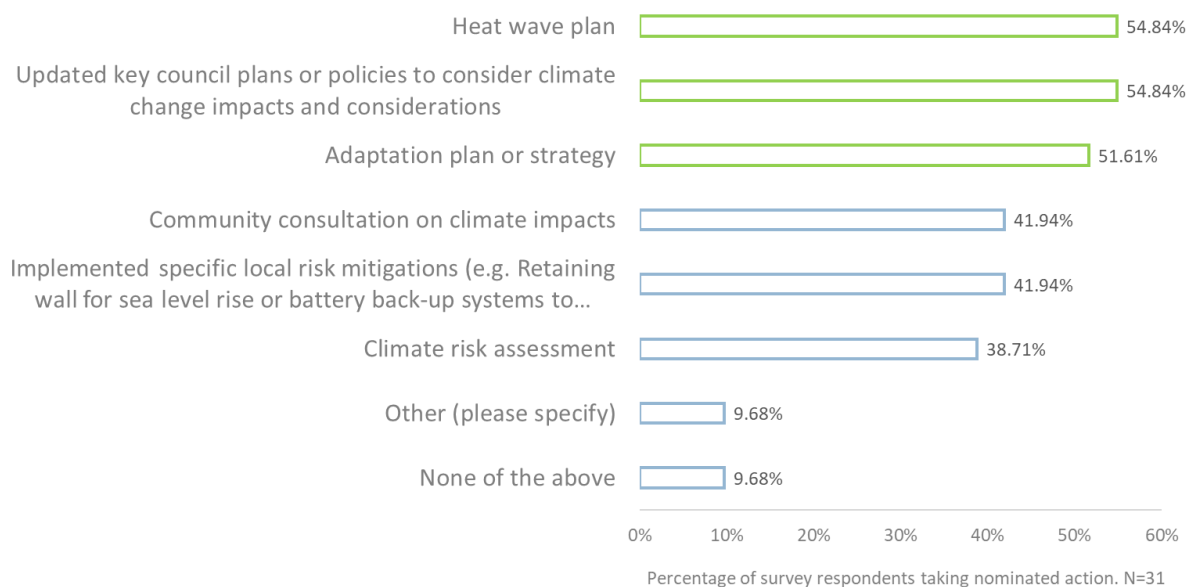 Heat wave plan
54.84%
Updated key council plans or policies to consider climate
change impacts and considerations
54.84%
Adaptation plan or strategy
51.61%
Community consultation on climate impacts
41.94%
Implemented specific local risk mitigations (e.g. Retaining
wall for sea level rise or battery back-up systems to...
41.94%
Climate risk assessment
38.71%
Other (please specify)
9.68%
None of the above
9.68%
0% 10% 20% 30% 40% 50% 60%
Percentage of survey respondents taking nominated action. N=31